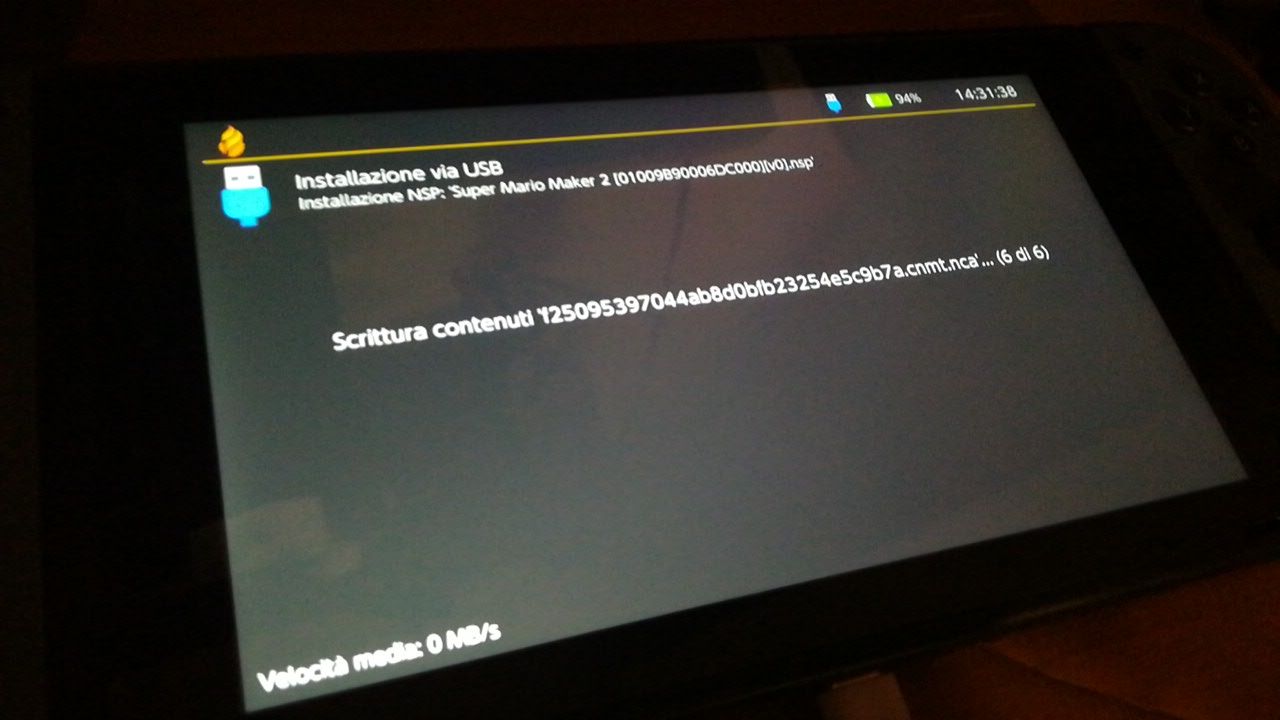 94%
14:31:38
Installazione via USB
Installazione NSP: 'Super Mario Maker 2 [01009B90006DC000][v0].nsp'
Scrittura contenuti 'f25095397044ab8d0bfb23254e5c9b7a.cnmt.nca'... (6 di 6)
Velocità media: 0 MB/s